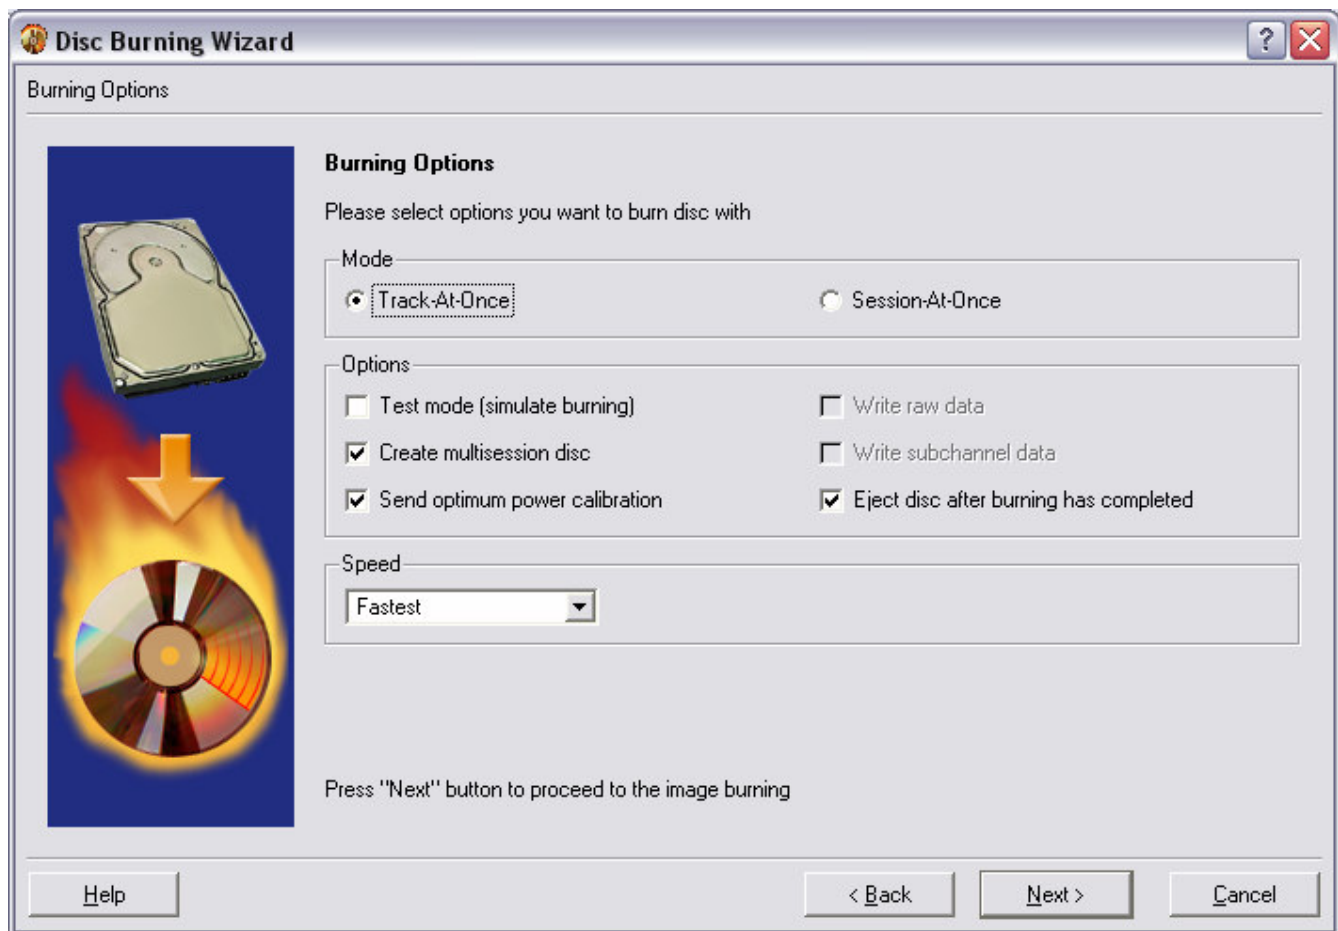 Disc Burning Wizard
?
Burning Options
Burning Options
Please select options you want to burn disc with
Mode
Track-At-Once Session-At-Once
Options
Test mode (simulate burning) Write raw data
Create multisession disc Write subchannel data
Send optimum power calibration Eject disc after burning has completed
Speed
Fastest
Press "Next" button to proceed to the image burning
Help < Back Next > Cancel